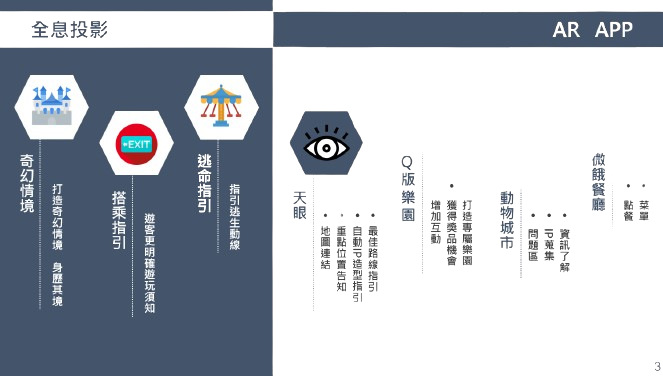 全息投影
AR APP
奇幻情境
打造奇幻情境 身歷其境
EXIT
搭乘指引
遊客更明確遊玩須知
逃命指引
指引逃生動線
天眼
• 最佳路線指引
• 自動IP造型指引
• 重點位置告知
• 地圖連結
Q版樂園
打造專屬樂園
• 獲得獎品機會
增加互動
動物城市
• 資訊了解
• IP蒐集
• 問題區
微餓餐廳
• 菜單
• 點餐
3